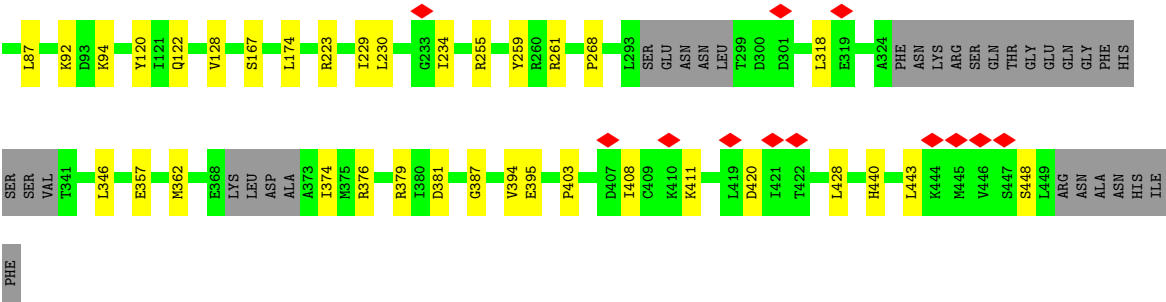 L87 K92 D93 K94 Y120 I121 Q122 V128 S167 L174 R223 I229 L230 G233 I234 R255 Y259 R260 R261 P268 L293 SER GLU ASN ASN LEU T299 D300 D301 L318 E319 A324 PHE ASN LYS ARG SER GLN THR GLY GLU GLN GLY PHE HIS
SER SER VAL T341 L346 E357 M362 E368 LYS LEU ASP ALA A373 I374 M375 R376 R379 I380 D381 G387 V394 E395 P403 D407 I408 C409 K410 K411 L419 D420 I421 T422 L428 H440 L443 K444 M445 V446 S447 S448 L449 ARG ASN ALA ASN HIS ILE
PHE